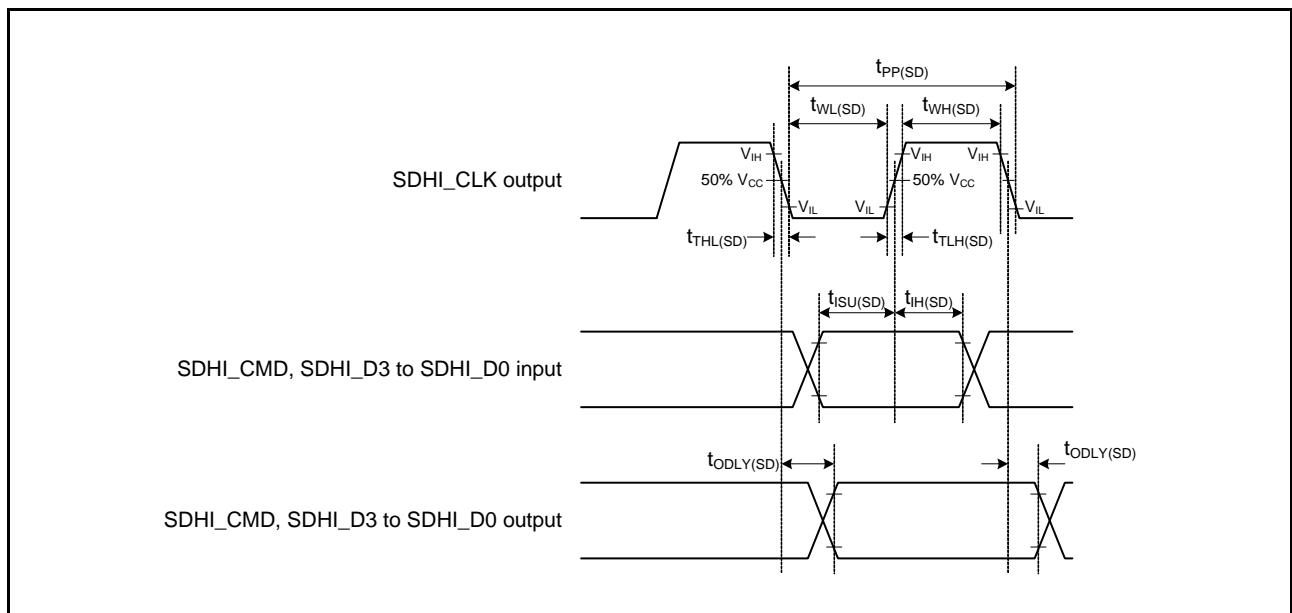 tPP(SD)
tWL(SD) tWH(SD)
SDHI_CLK output
VIH VIH VIH
50% VCC 50% VCC
VIL VIL VIL
tTHL(SD) tTLH(SD)
tISU(SD) tIH(SD)
SDHI_CMD, SDHI_D3 to SDHI_D0 input
tODLY(SD) tODLY(SD)
SDHI_CMD, SDHI_D3 to SDHI_D0 output